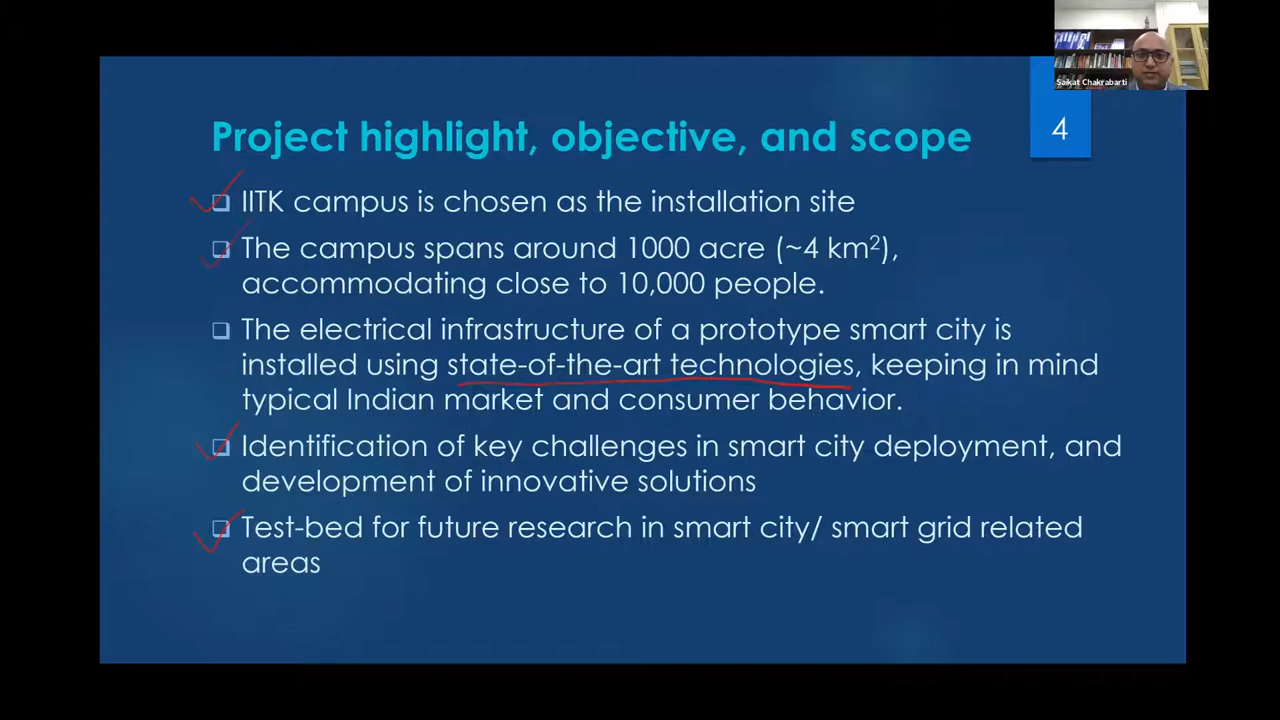 Saikat Chakrabarti
4
Project highlight, objective, and scope
❑ IITK campus is chosen as the installation site
❑ The campus spans around 1000 acre (~4 km²),
accommodating close to 10,000 people.
❑ The electrical infrastructure of a prototype smart city is
installed using state-of-the-art technologies, keeping in mind
typical Indian market and consumer behavior.
❑ Identification of key challenges in smart city deployment, and
development of innovative solutions
❑ Test-bed for future research in smart city/ smart grid related
areas